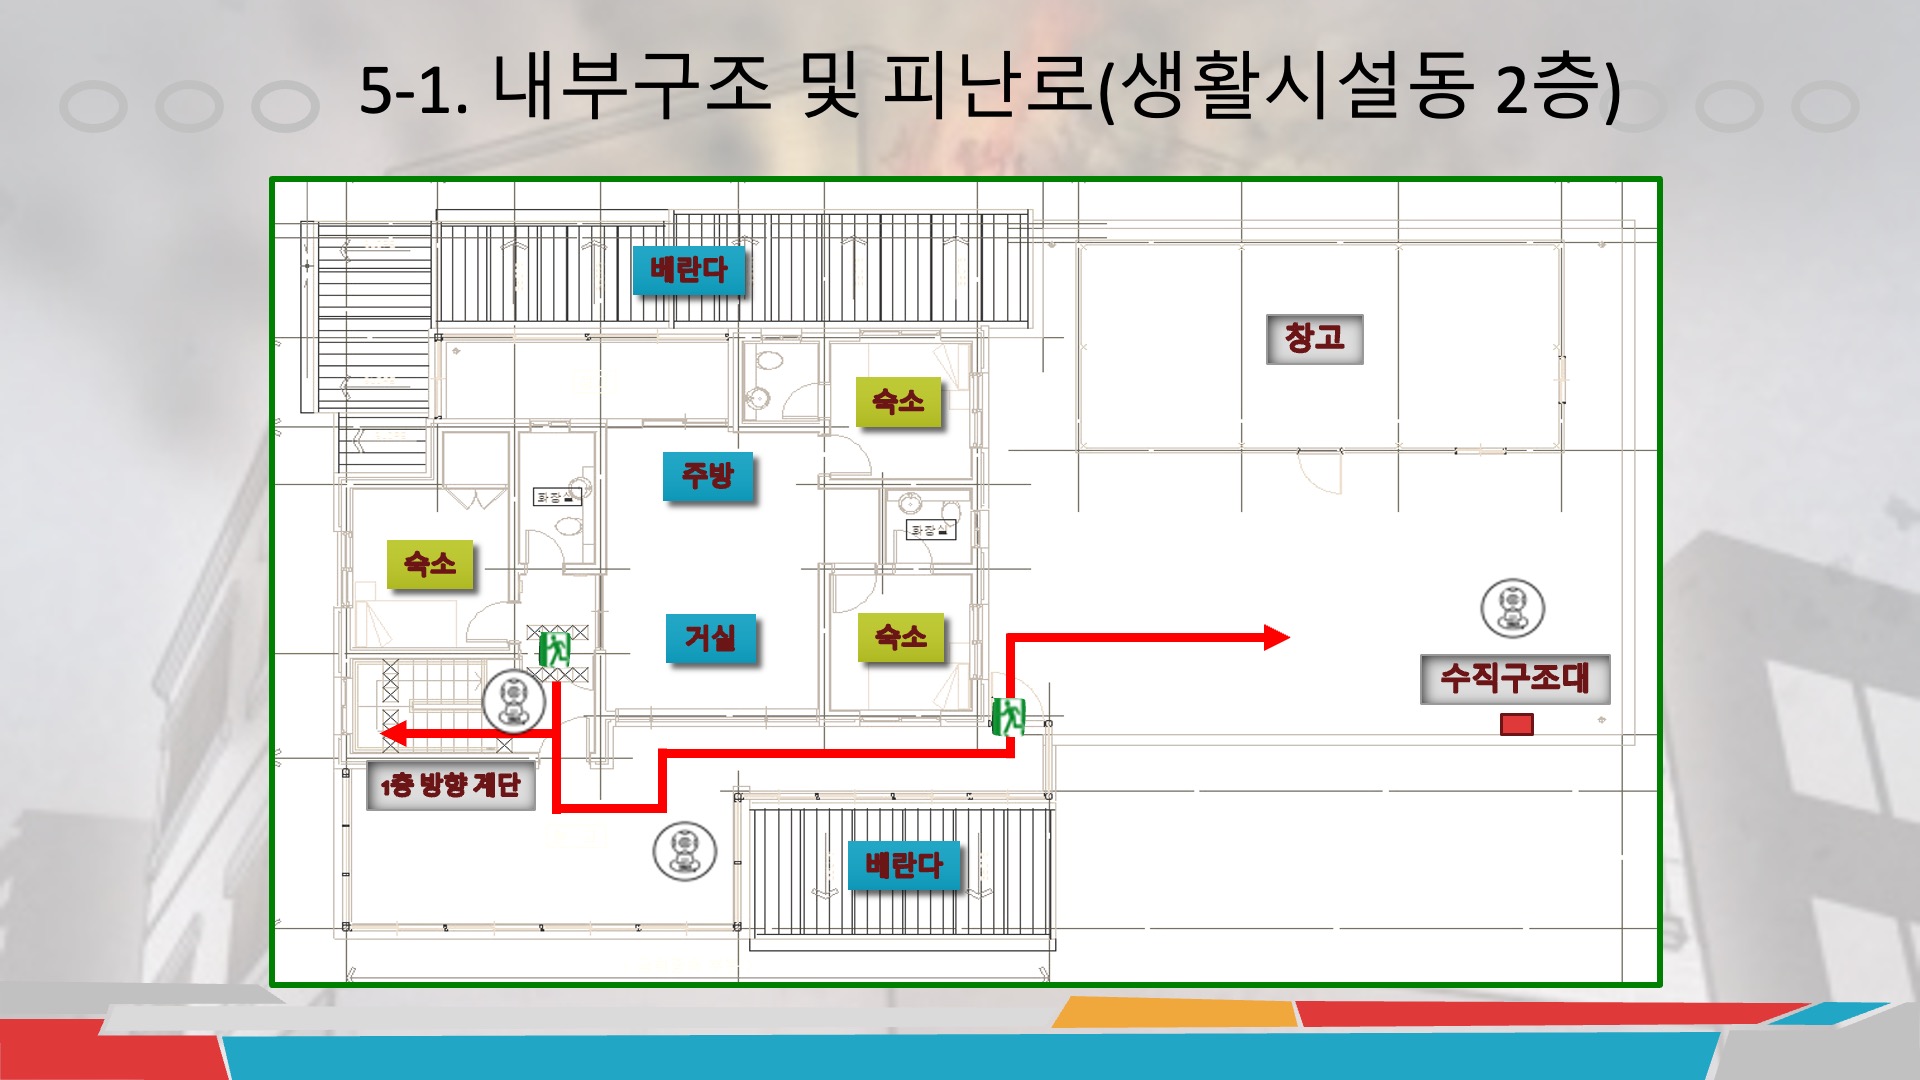 5-1. 내부구조 및 피난로(생활시설동 2층)
베란다
창고
숙소
주방
화장실
화장실
숙소
거실
숙소
수직구조대
1층 방향 계단
베란다